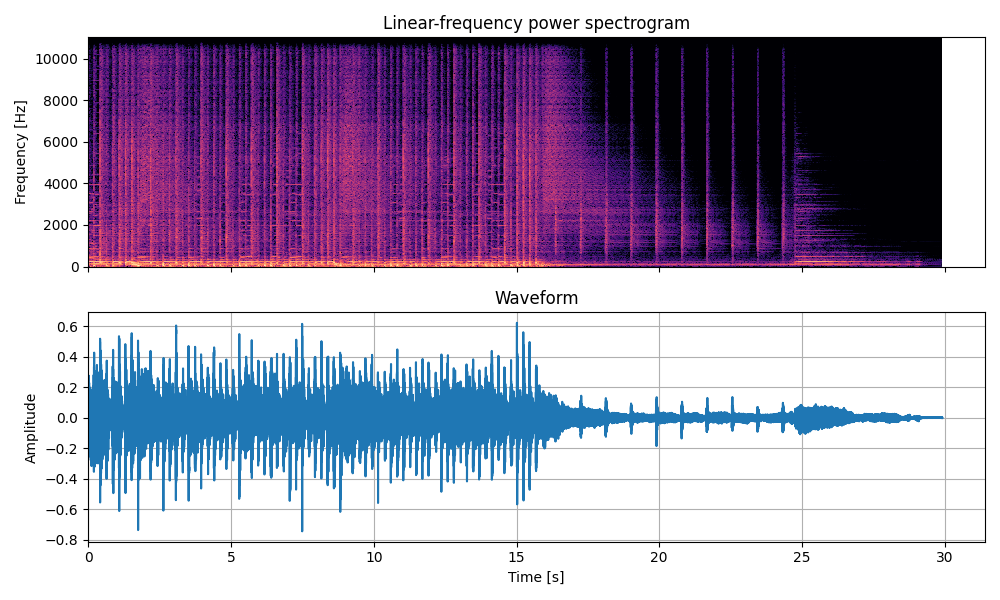 Linear-frequency power spectrogram
Frequency [Hz]
10000
8000
6000
4000
2000
0
Waveform
Amplitude
0.6
0.4
0.2
0.0
−0.2
−0.4
−0.6
−0.8
0 5 10 15 20 25 30
Time [s]